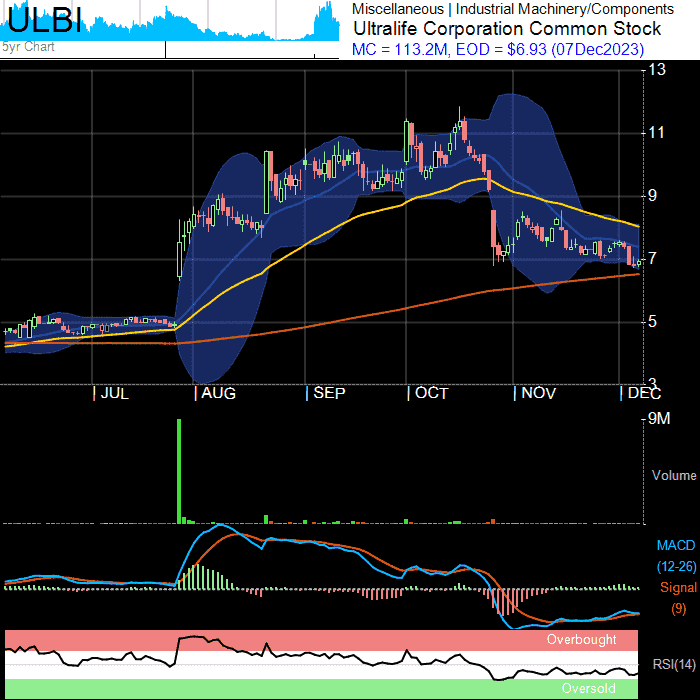 ULBI
5yr Chart
Miscellaneous | Industrial Machinery/Components
Ultralife Corporation Common Stock
MC = 113.2M, EOD = $6.93 (07Dec2023)
13
11
9
7
5
3
JUL
AUG
SEP
OCT
NOV
DEC
9M
Volume
MACD
(12-26)
Signal
(9)
Overbought
RSI(14)
Oversold